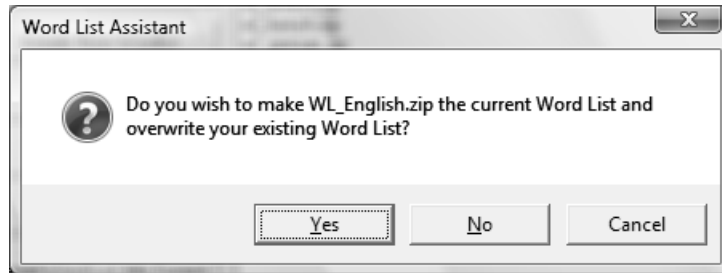 Word List Assistant
Do you wish to make WL_English.zip the current Word List and
overwrite your existing Word List?
Yes
No
Cancel